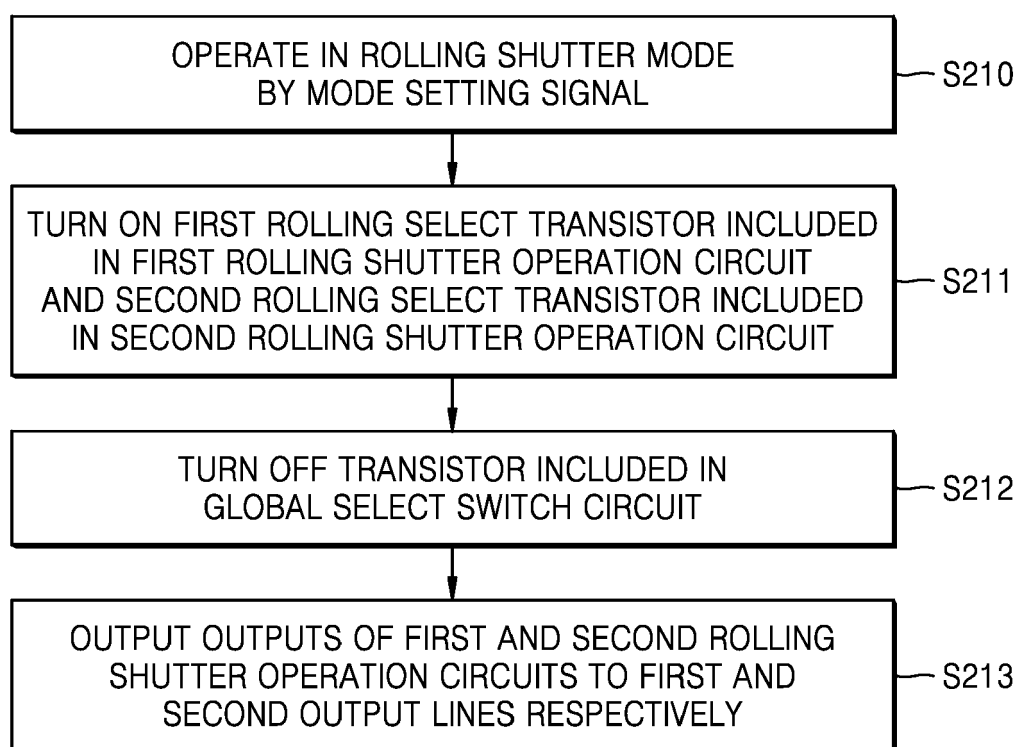 OPERATE IN ROLLING SHUTTER MODE
BY MODE SETTING SIGNAL
S210
TURN ON FIRST ROLLING SELECT TRANSISTOR INCLUDED
IN FIRST ROLLING SHUTTER OPERATION CIRCUIT
AND SECOND ROLLING SELECT TRANSISTOR INCLUDED
IN SECOND ROLLING SHUTTER OPERATION CIRCUIT
S211
TURN OFF TRANSISTOR INCLUDED IN
GLOBAL SELECT SWITCH CIRCUIT
S212
OUTPUT OUTPUTS OF FIRST AND SECOND ROLLING
SHUTTER OPERATION CIRCUITS TO FIRST AND
SECOND OUTPUT LINES RESPECTIVELY
S213